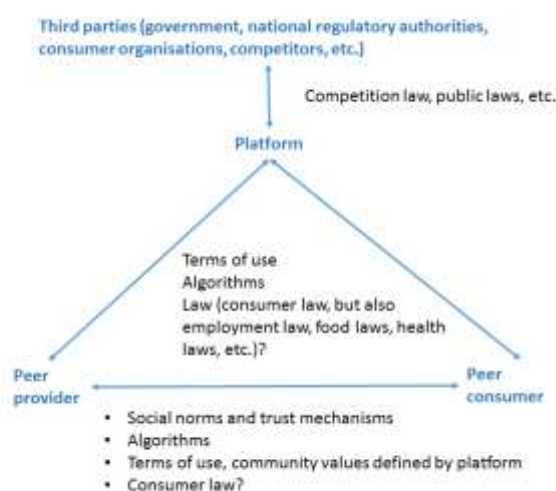 Third parties (government, national regulatory authorities,
consumer organisations, competitors, etc.)
Competition law, public laws, etc.
Platform
Terms of use
Algorithms
Law (consumer law, but also
employment law, food laws, health
laws, etc.)?
Peer
provider
Peer
consumer
• Social norms and trust mechanisms
• Algorithms
• Terms of use, community values defined by platform
• Consumer law?